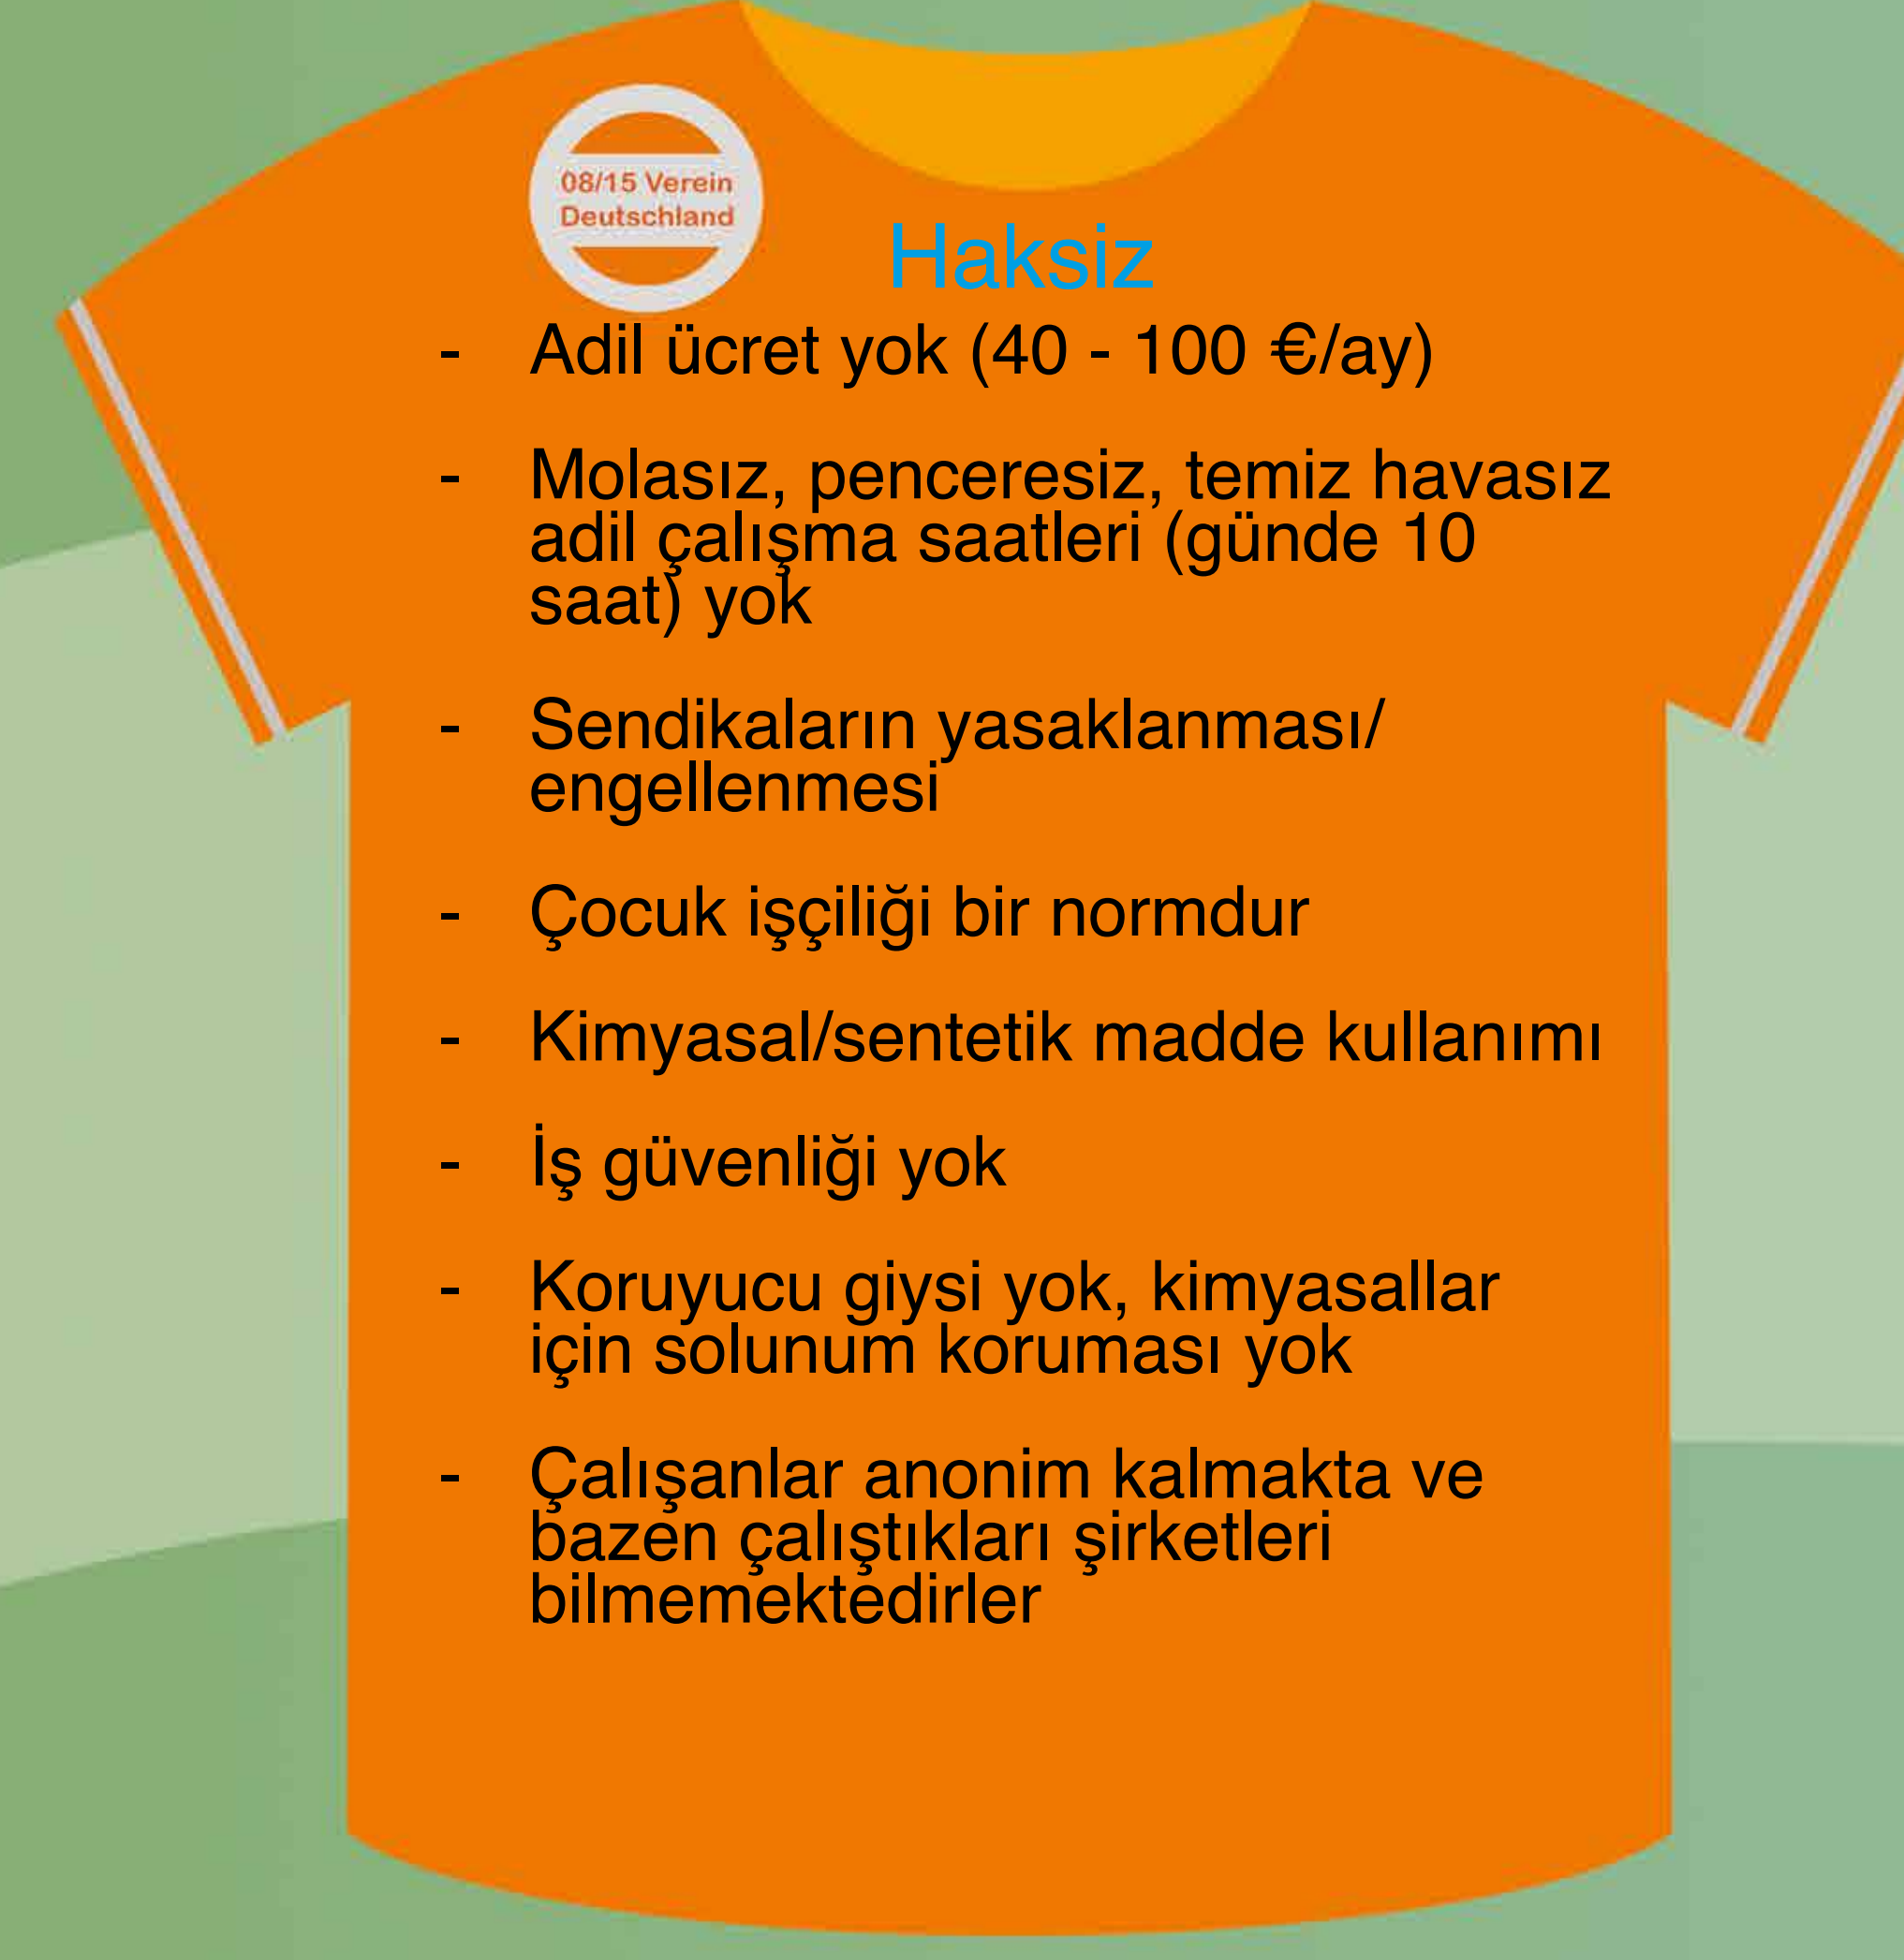 08/15 Verein
Deutschland
Haksiz
- Adil ücret yok (40 - 100 €/ay)
- Molasız, penceresiz, temiz havasız
adil çalışma saatleri (günde 10
saat) yok
- Sendikaların yasaklanması/
engellenmesi
- Çocuk işçiliği bir normdur
- Kimyasal/sentetik madde kullanımı
- İş güvenliği yok
- Koruyucu giysi yok, kimyasallar
için solunum koruması yok
- Çalışanlar anonim kalmakta ve
bazen çalıştıkları şirketleri
bilmemektedirler